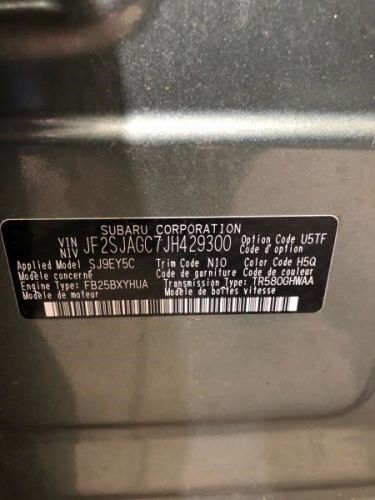 SUBARU CORPORATION
VIN NIV JF2SJAGC7JH429300 Option Code U5TF
Code d'option
Applied Model SJ9EY5C Trim Code N10 Color Code H5Q
Modele concerné Code de garniture Code de couleur
Engine Type: FB25BXYHUA Transmission Type: TR580GHWAA
Modele de moteur Modele de boîtes vitesse